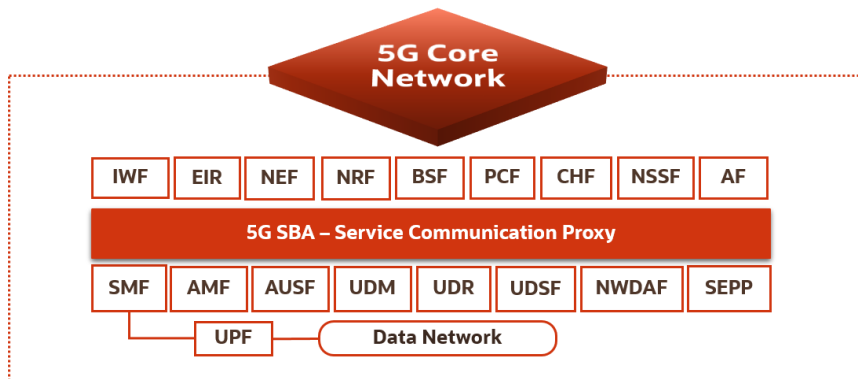 5G Core
Network
IWF EIR NEF NRF BSF PCF CHF NSSF AF
5G SBA – Service Communication Proxy
SMF AMF AUSF UDM UDR UDSF NWDAF SEPP
UPF Data Network